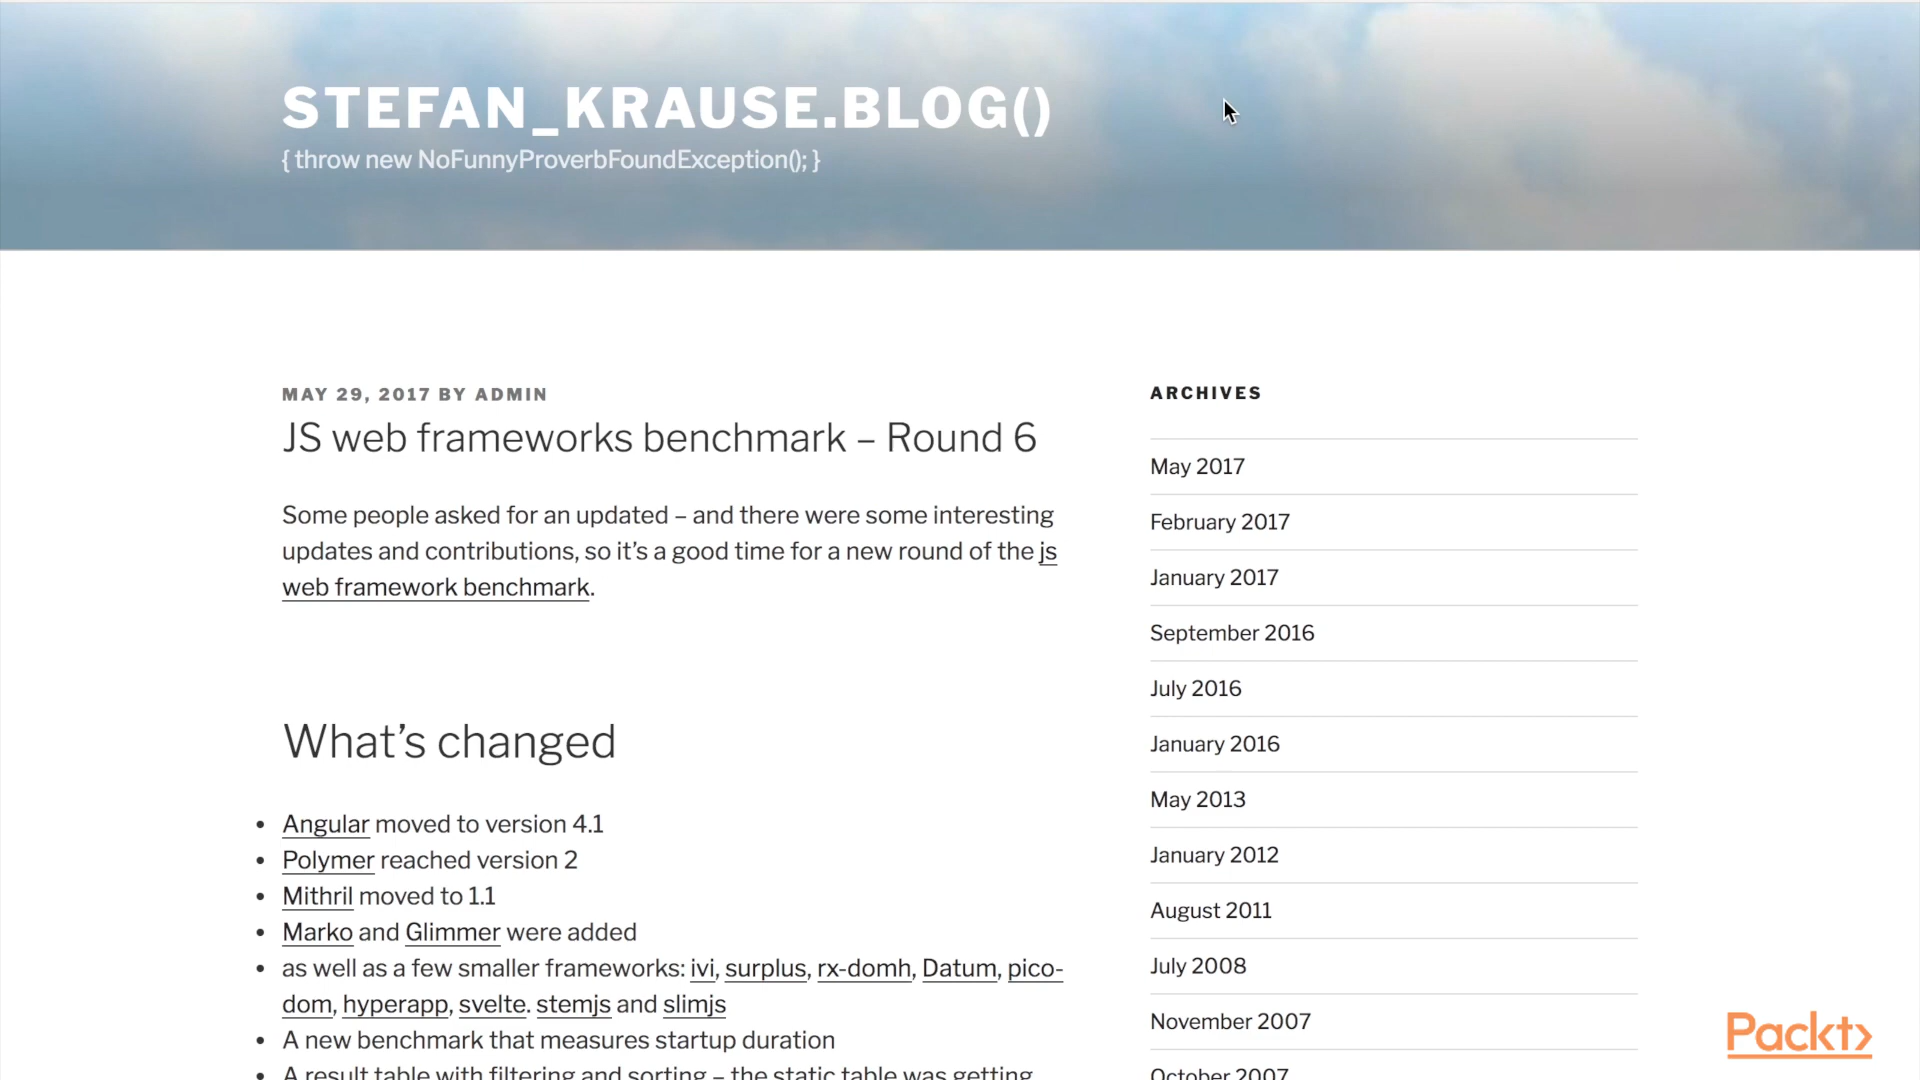 STEFAN_KRAUSE.BLOG()
{ throw new NoFunnyProverbFoundException(); }
MAY 29, 2017 BY ADMIN
JS web frameworks benchmark – Round 6
Some people asked for an updated – and there were some interesting
updates and contributions, so it’s a good time for a new round of the js
web framework benchmark.
What’s changed
• Angular moved to version 4.1
• Polymer reached version 2
• Mithril moved to 1.1
• Marko and Glimmer were added
• as well as a few smaller frameworks: ivi, surplus, rx-domh, Datum, pico-
dom, hyperapp, svelte. stemjs and slimjs
• A new benchmark that measures startup duration
• A result table with filtering and sorting – the static table was getting
ARCHIVES
May 2017
February 2017
January 2017
September 2016
July 2016
January 2016
May 2013
January 2012
August 2011
July 2008
November 2007
October 2007
Packt>